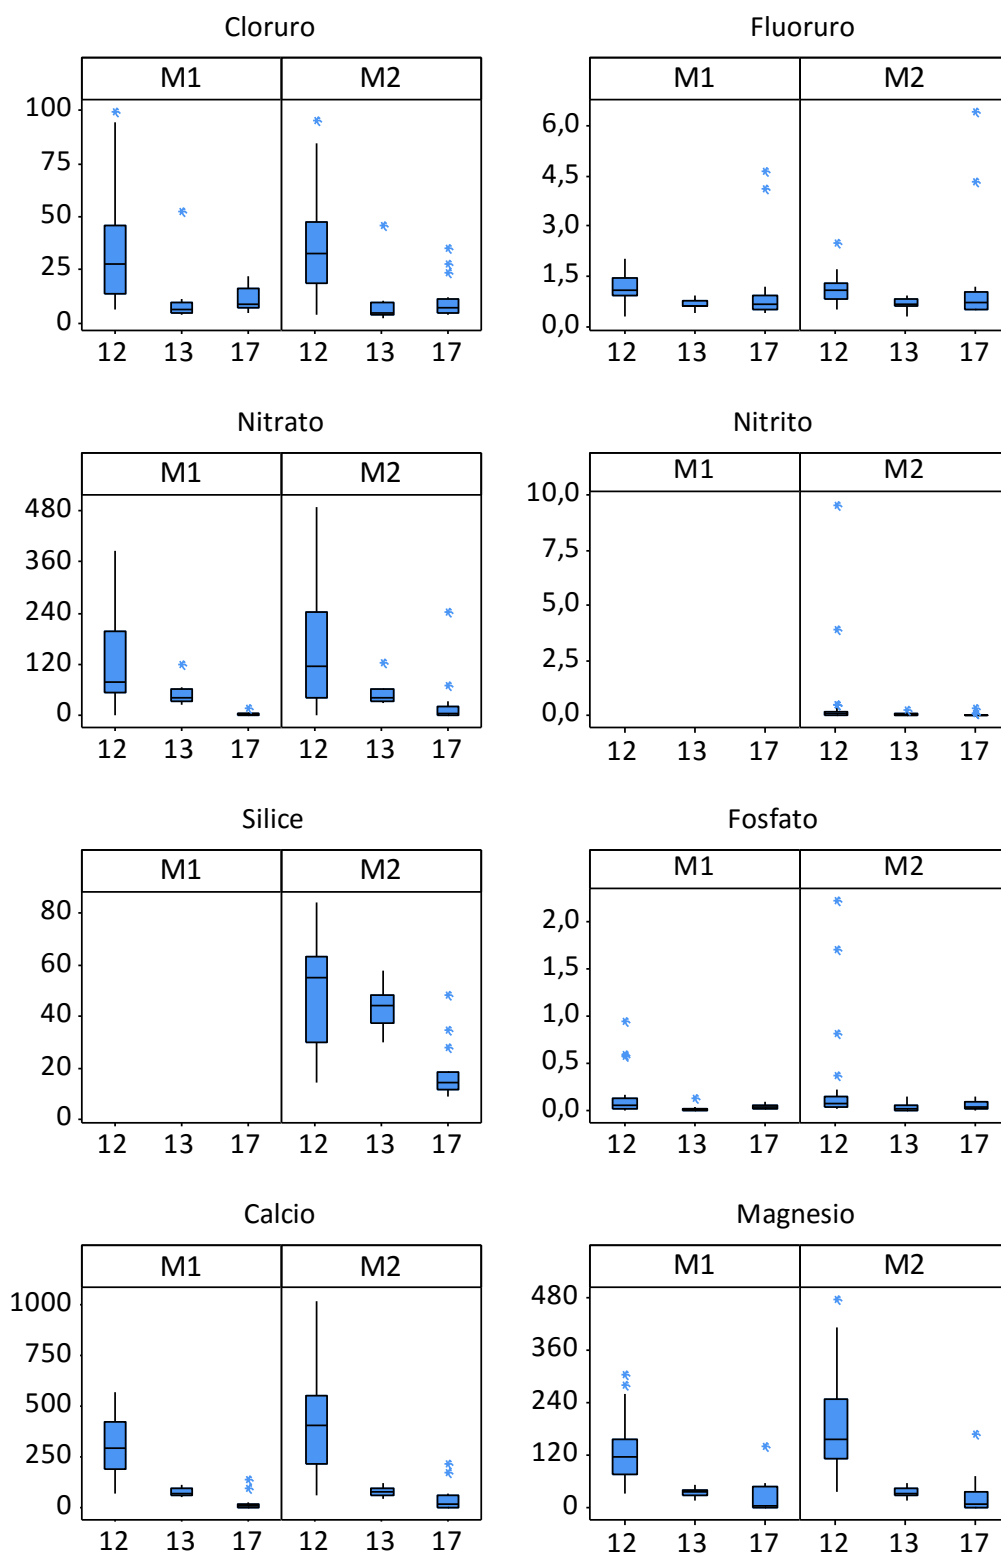 Cloruro Fluoruro
M1 M2 M1 M2
100 75 50 25 0
6,0 4,5 3,0 1,5 0,0
12 13 17 12 13 17 12 13 17 12 13 17
Nitrato Nitrito
M1 M2 M1 M2
480 360 240 120 0
10,0 7,5 5,0 2,5 0,0
12 13 17 12 13 17 12 13 17 12 13 17
Silice Fosfato
M1 M2 M1 M2
80 60 40 20 0
2,0 1,5 1,0 0,5 0,0
12 13 17 12 13 17 12 13 17 12 13 17
Calcio Magnesio
M1 M2 M1 M2
1000 750 500 250 0
480 360 240 120 0
12 13 17 12 13 17 12 13 17 12 13 17